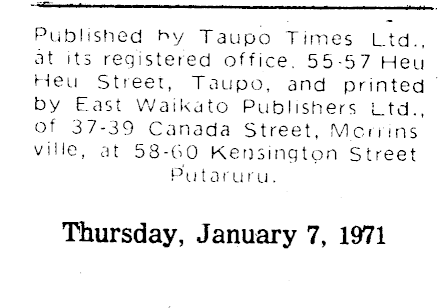 Published by Taupo Times Ltd.,
at its registered office, 55-57 Heu
Heu Street, Taupo, and printed
by East Waikato Publishers Ltd.,
of 37-39 Canada Street, Morrins
ville, at 58-60 Kensington Street
Putaruru.
Thursday, January 7, 1971